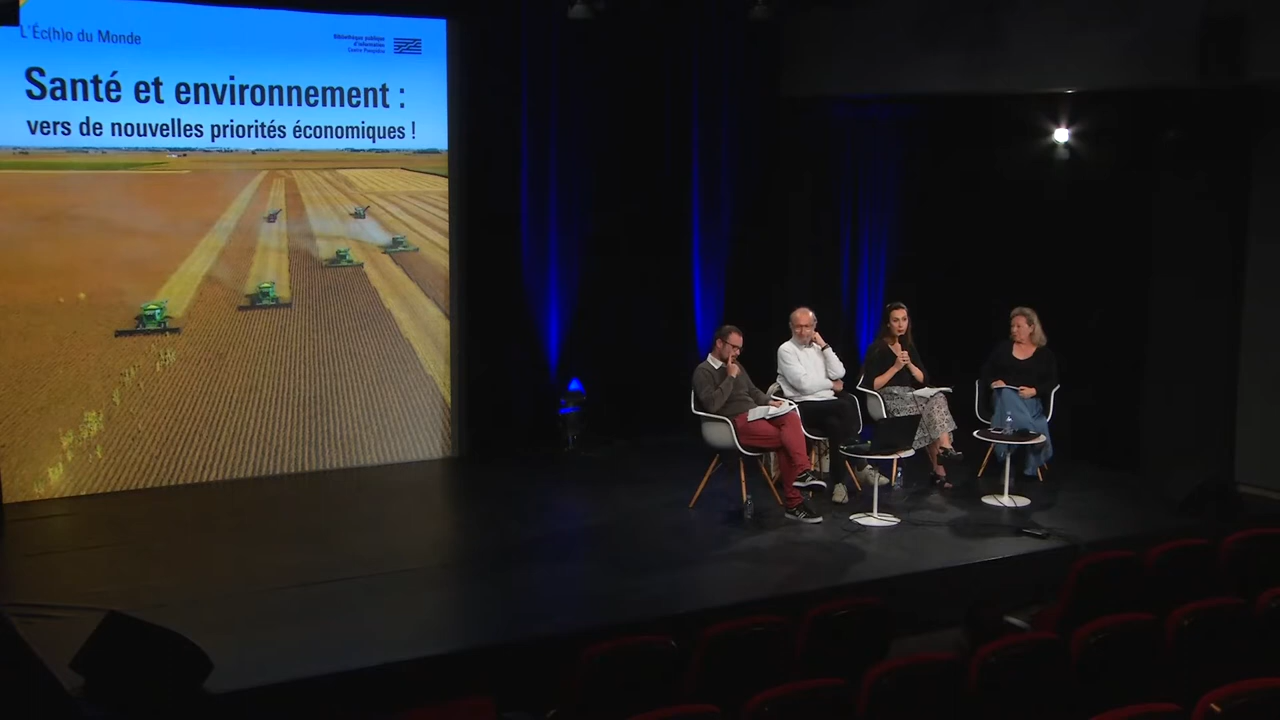 L'Éc(h)o du Monde
Bibliothèque publique
d'information
Centre Pompidou
Santé et environnement :
vers de nouvelles priorités économiques !